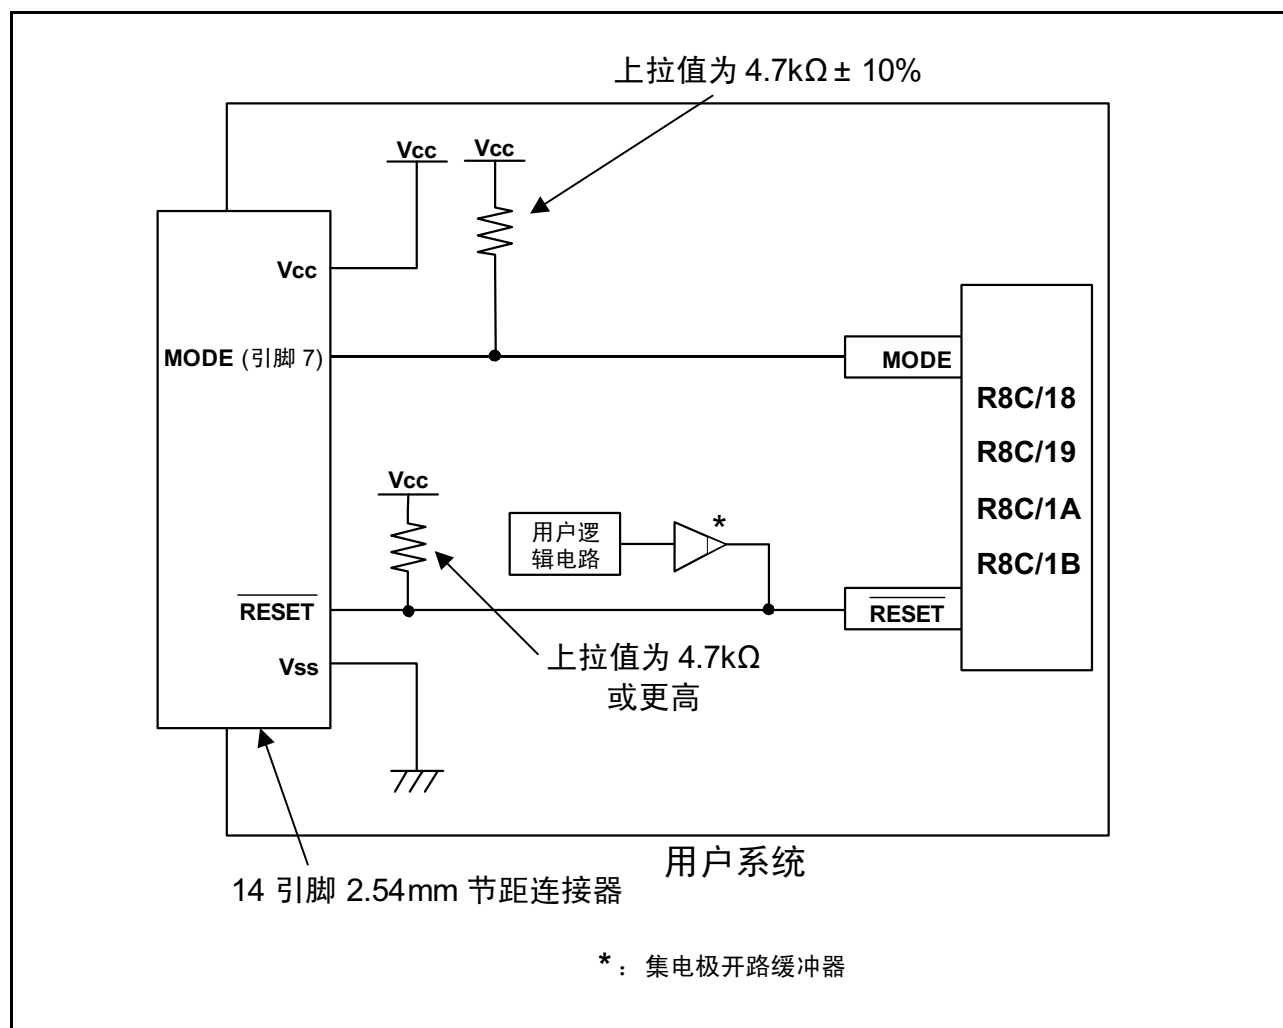 上拉值为 4.7kΩ ± 10%
Vcc
Vcc
Vcc
MODE (引脚 7)
MODE
R8C/18
R8C/19
R8C/1A
R8C/1B
Vcc
用户逻
辑电路
*
RESET
RESET
上拉值为 4.7kΩ
或更高
Vss
用户系统
14 引脚 2.54mm 节距连接器
*： 集电极开路缓冲器